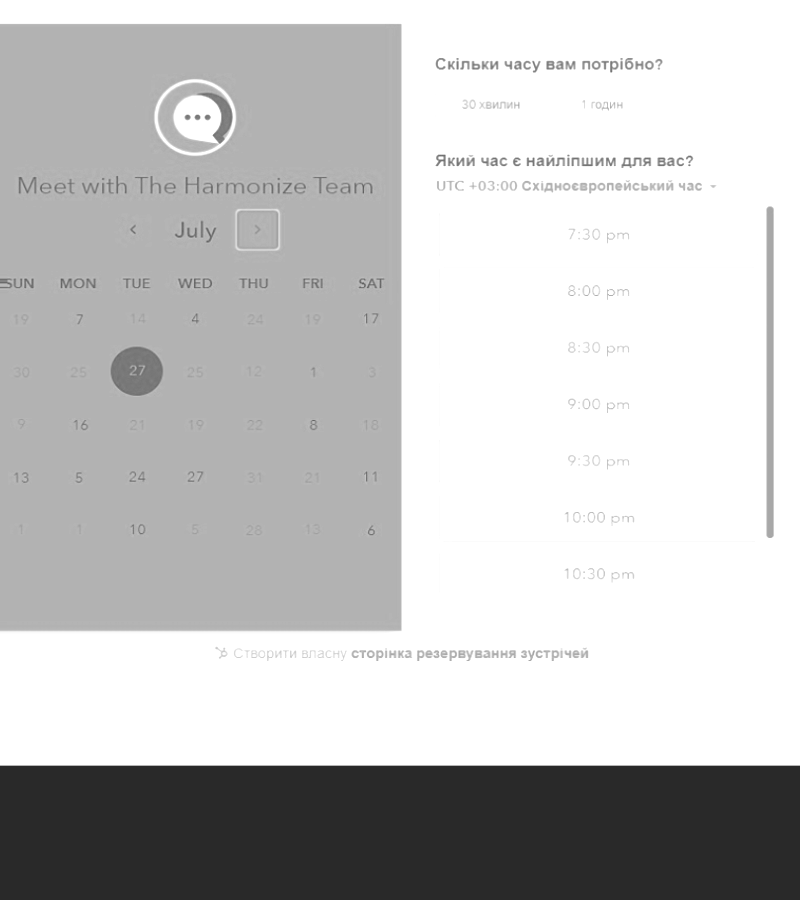 Meet with The Harmonize Team
July
SUN MON TUE WED THU FRI SAT
19 7 14 4 24 19 17
30 25 27 25 12 1 3
9 16 21 19 22 8 18
13 5 24 27 31 21 11
1 1 10 5 28 13 6
Скільки часу вам потрібно?
30 хвилин 1 годин
Який час є найліпшим для вас?
UTC +03:00 Східноєвропейський час
7:30 pm
8:00 pm
8:30 pm
9:00 pm
9:30 pm
10:00 pm
10:30 pm
Створити власну сторінка резервування зустрічей